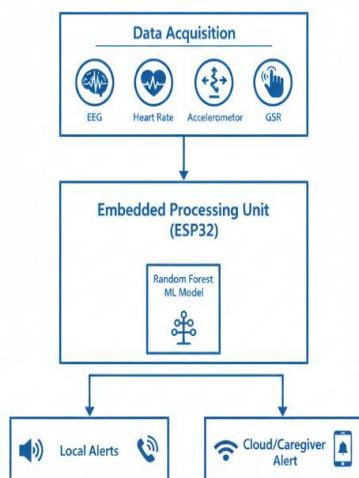 Data Acquisition
EEG
Heart Rate
Accelerometor
GSR
Embedded Processing Unit
(ESP32)
Random Forest
ML Model
Local Alerts
Cloud/Caregiver
Alert